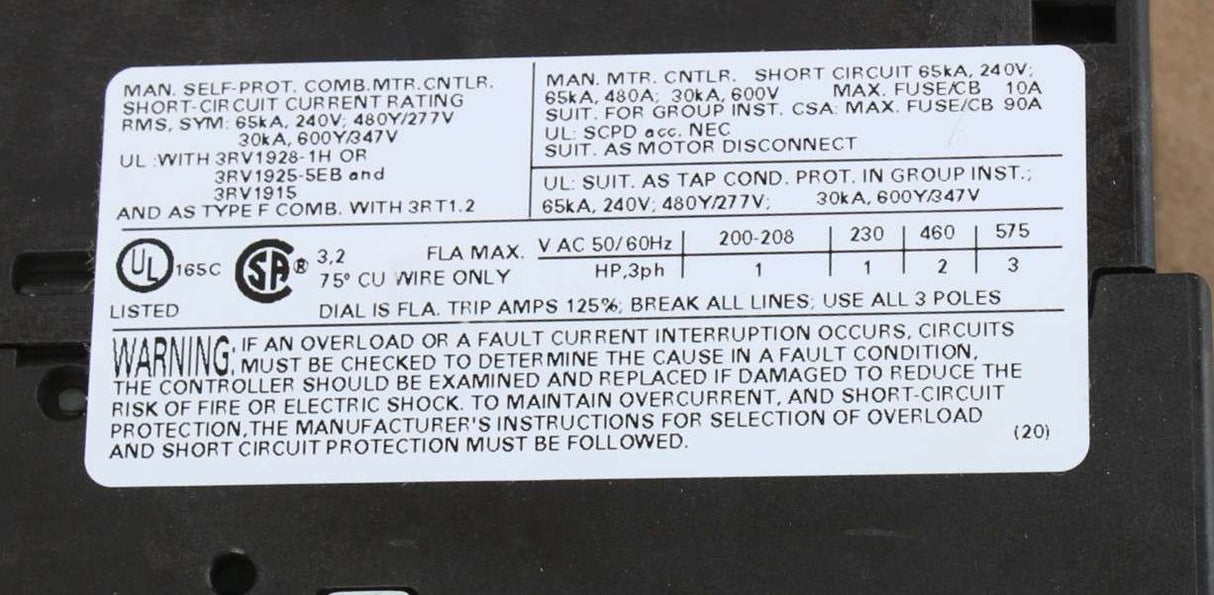 MAN. SELF-PROT. COMB.MTR.CNTLR.
SHORT-CIRCUIT CURRENT RATING
RMS, SYM: 65kA, 240V; 480Y/277V
30kA, 600Y/347V
UL :WITH 3RV1928-1H OR
3RV1925-5EB and
3RV1915
AND AS TYPE F COMB. WITH 3RT1.2
MAN. MTR. CNTLR. SHORT CIRCUIT 65kA, 240V;
65kA, 480A; 30kA, 600V MAX. FUSE/CB 10A
SUIT. FOR GROUP INST. CSA: MAX. FUSE/CB 90A
UL: SCPD acc. NEC
SUIT. AS MOTOR DISCONNECT
UL: SUIT. AS TAP COND. PROT. IN GROUP INST.;
65kA, 240V; 480Y/277V; 30kA, 600Y/347V
UL 165C
LISTED
SA ® 3,2 FLA MAX.
75° CU WIRE ONLY
V AC 50/60Hz 200-208 230 460 575
HP,3ph 1 1 2 3
DIAL IS FLA. TRIP AMPS 125%; BREAK ALL LINES; USE ALL 3 POLES
WARNING: IF AN OVERLOAD OR A FAULT CURRENT INTERRUPTION OCCURS, CIRCUITS
MUST BE CHECKED TO DETERMINE THE CAUSE IN A FAULT CONDITION,
THE CONTROLLER SHOULD BE EXAMINED AND REPLACED IF DAMAGED TO REDUCE THE
RISK OF FIRE OR ELECTRIC SHOCK. TO MAINTAIN OVERCURRENT, AND SHORT-CIRCUIT
PROTECTION,THE MANUFACTURER'S INSTRUCTIONS FOR SELECTION OF OVERLOAD
AND SHORT CIRCUIT PROTECTION MUST BE FOLLOWED.
(20)